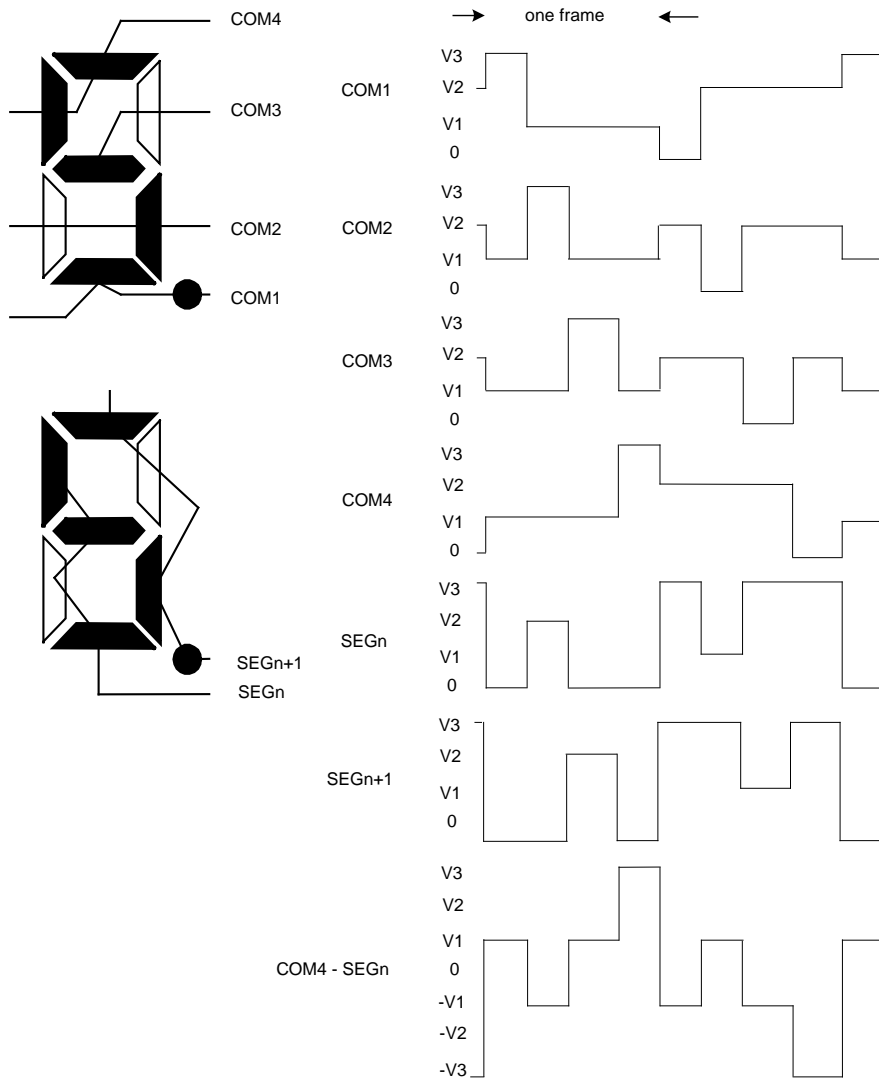 COM4
COM3
COM2
COM1
SEGn+1
SEGn
one frame
COM1
V3
V2
V1
0
COM2
V3
V2
V1
0
COM3
V3
V2
V1
0
COM4
V3
V2
V1
0
SEGn
V3
V2
V1
0
SEGn+1
V3
V2
V1
0
COM4 - SEGn
V3
V2
V1
0
-V1
-V2
-V3